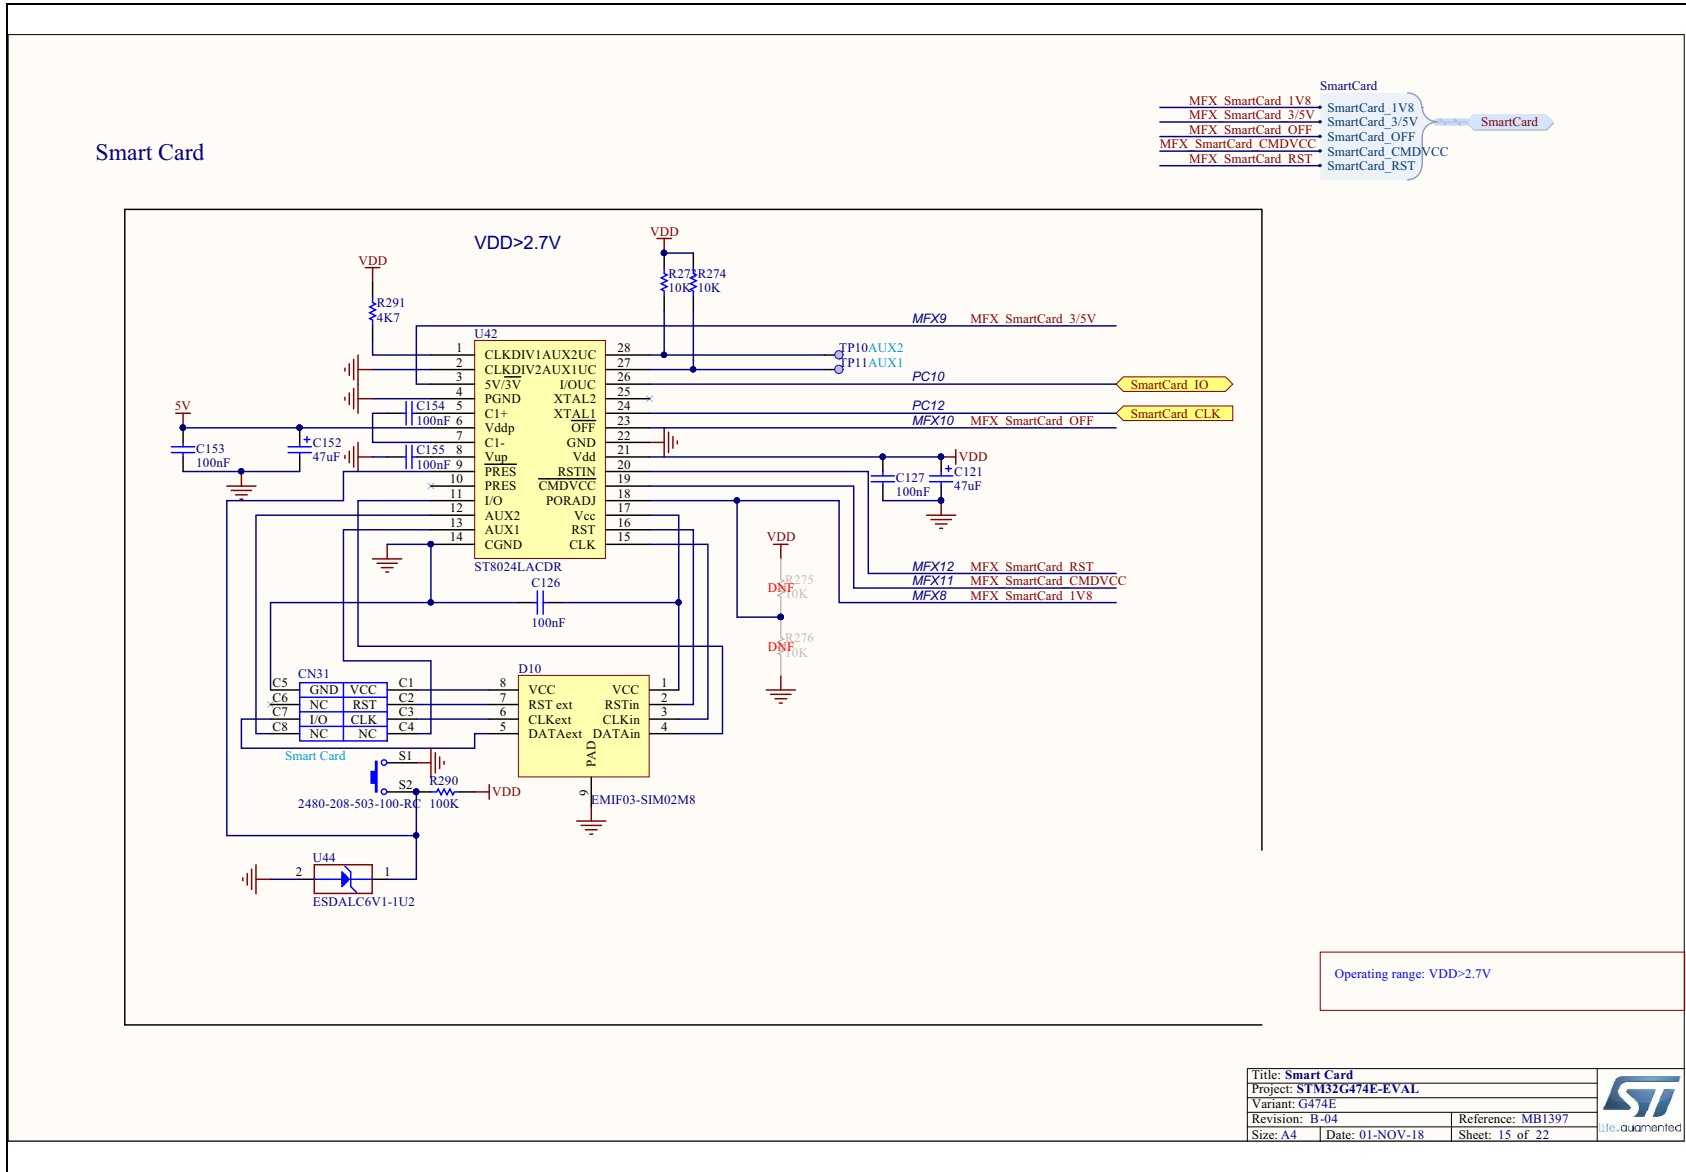 SmartCard
MFX_SmartCard_1V8 SmartCard_1V8
MFX_SmartCard_3/5V SmartCard_3/5V SmartCard
MFX_SmartCard_OFF SmartCard_OFF
MFX_SmartCard_CMDVCC SmartCard_CMDVCC
MFX_SmartCard_RST SmartCard_RST
Smart Card
VDD>2.7V
VDD
VDD
R273 R274
10K 10K
R291
4K7
MFX9 MFX_SmartCard_3/5V
U42
1 CLKDIV1 AUX2UC 28 TP10 AUX2
2 CLKDIV2 AUX1UC 27 TP11 AUX1
3 5V/3V I/OUC 26 PC10 SmartCard_IO
4 PGND XTAL2 25
5 C1+ XTAL1 24 PC12 SmartCard_CLK
6 Vddp OFF 23 MFX10 MFX_SmartCard_OFF
7 C1- GND 22
8 Vup Vdd 21 VDD
9 PRES RSTIN 20
10 PRES CMDVCC 19
11 I/O PORADJ 18
12 AUX2 Vcc 17
13 AUX1 RST 16
14 CGND CLK 15
ST8024LACDR
5V
C154
100nF
C153
100nF
C152
47uF
C155
100nF
C127
100nF
C121
47uF
VDD
R275
DNF
10K
R276
DNF
10K
MFX12 MFX_SmartCard_RST
MFX11 MFX_SmartCard_CMDVCC
MFX8 MFX_SmartCard_1V8
C126
100nF
CN31
C5 GND VCC C1
C6 NC RST C2
C7 I/O CLK C3
C8 NC NC C4
Smart Card
D10
8 VCC VCC 1
7 RST ext RSTin 2
6 CLKext CLKin 3
5 DATAext DATAin 4
PAD
9
EMIF03-SIM02M8
S1
S2
R290
100K
VDD
2480-208-503-100-RC
U44
2 1
ESDALC6V1-1U2
Operating range: VDD>2.7V
Title: Smart Card
Project: STM32G474E-EVAL
Variant: G474E
Revision: B-04 Reference: MB1397
Size: A4 Date: 01-NOV-18 Sheet: 15 of 22
ST
life.augmented